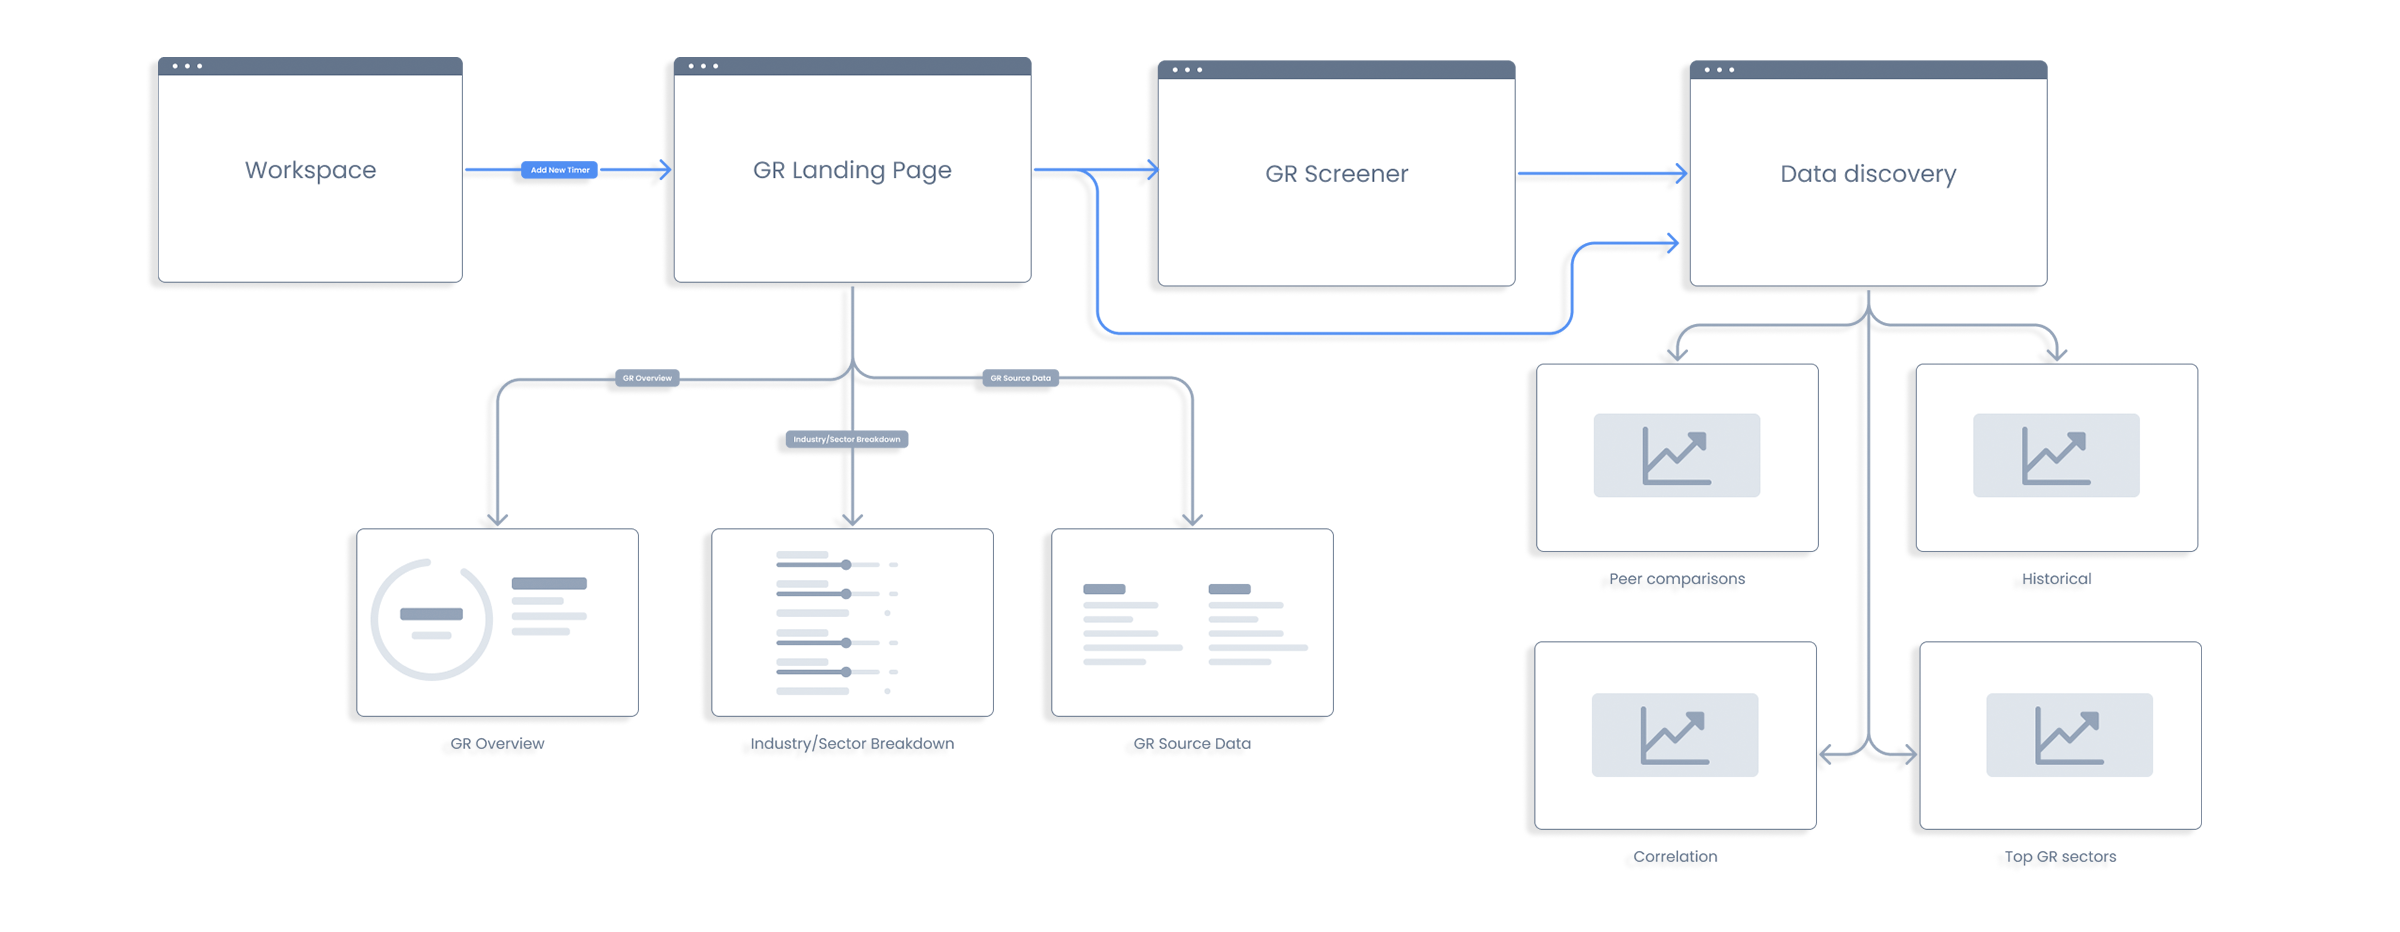 Workspace
Add New Timer
GR Landing Page
GR Screener
Data discovery
GR Overview
GR Source Data
Industry/Sector Breakdown
GR Overview
Industry/Sector Breakdown
GR Source Data
Peer comparisons
Historical
Correlation
Top GR sectors